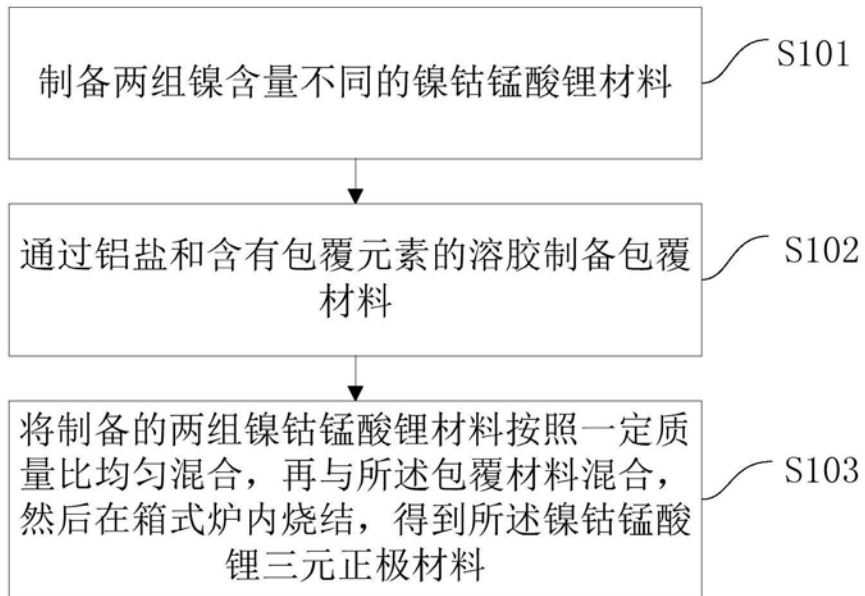 制备两组镍含量不同的镍钴锰酸锂材料
S101
通过铝盐和含有包覆元素的溶胶制备包覆
材料
S102
将制备的两组镍钴锰酸锂材料按照一定质
量比均匀混合，再与所述包覆材料混合，
然后在箱式炉内烧结，得到所述镍钴锰酸
锂三元正极材料
S103